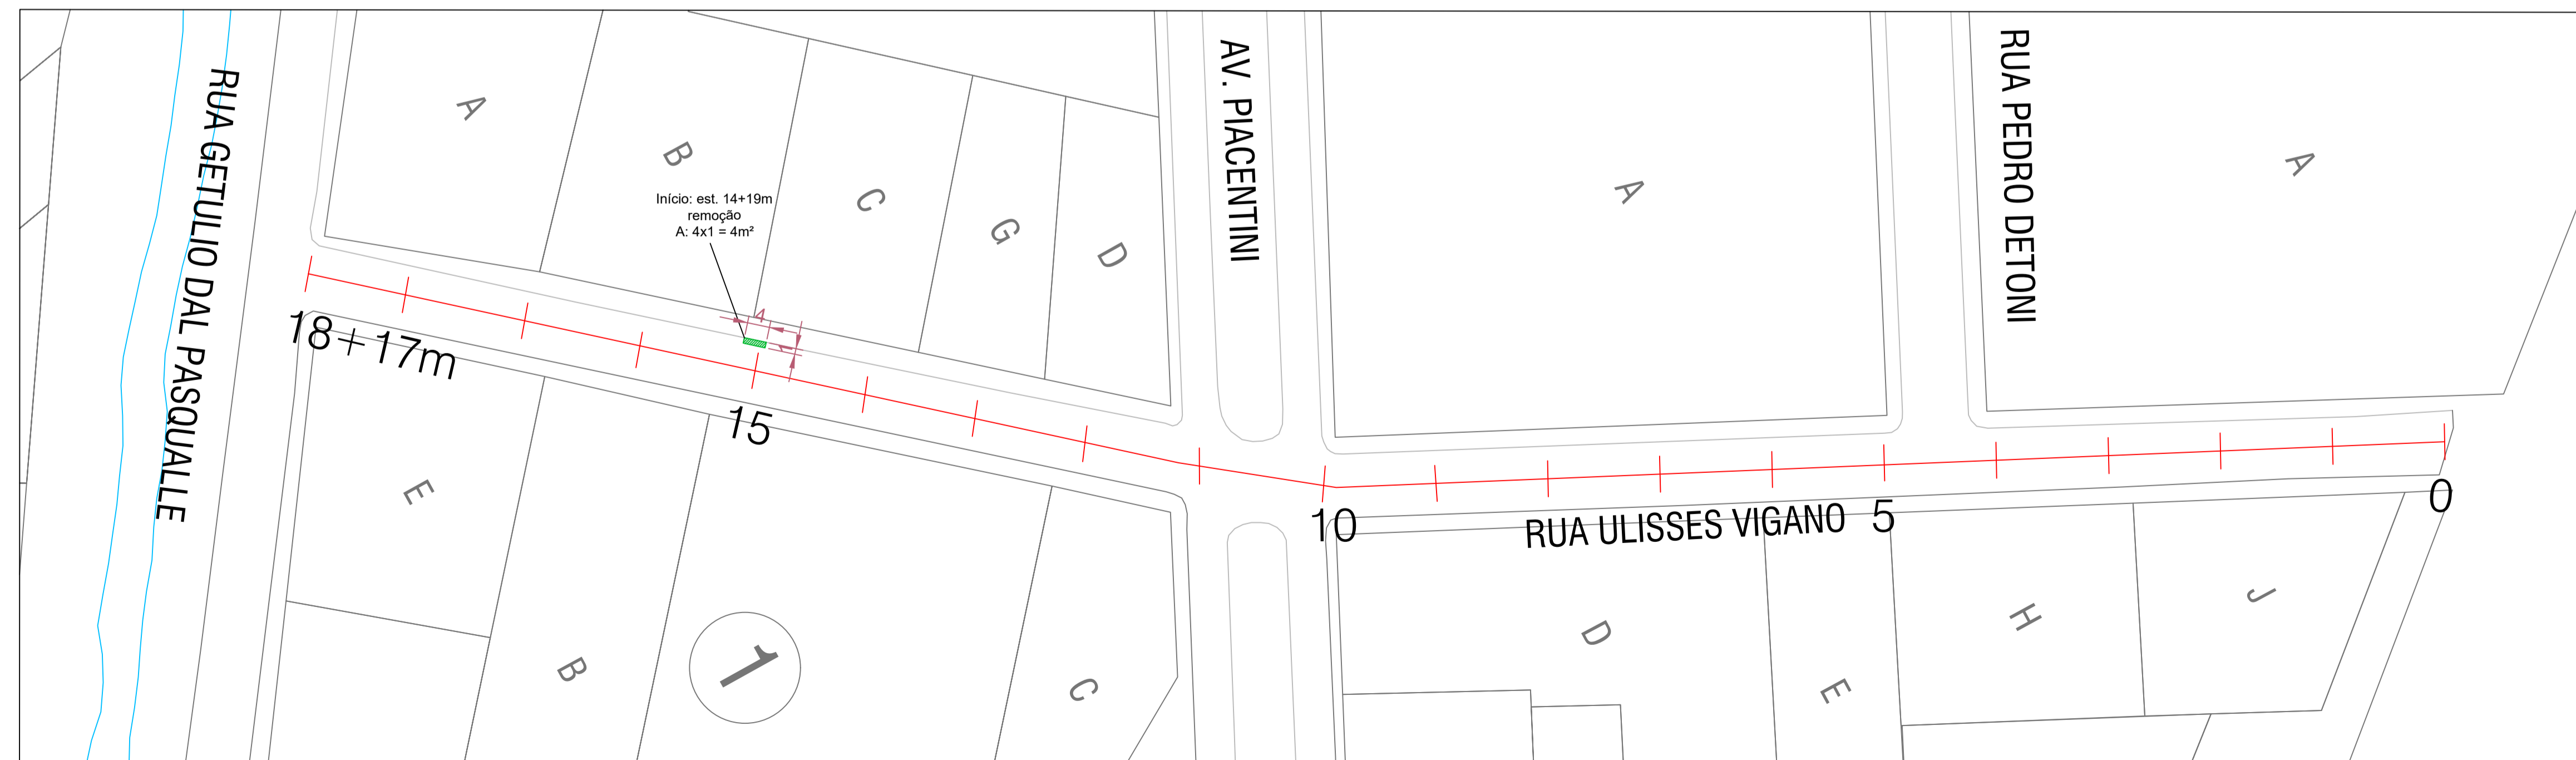 RUA GETULIO DAL PASQUALLE
A
B
C
G
D
Início: est. 14+19m
remoção
A: 4x1 = 4m²
4
1
AV. PIACENTINI
A
RUA PEDRO DETONI
A
18+17m
15
10
RUA ULISSES VIGANO
5
0
E
B
1
C
D
E
H
J